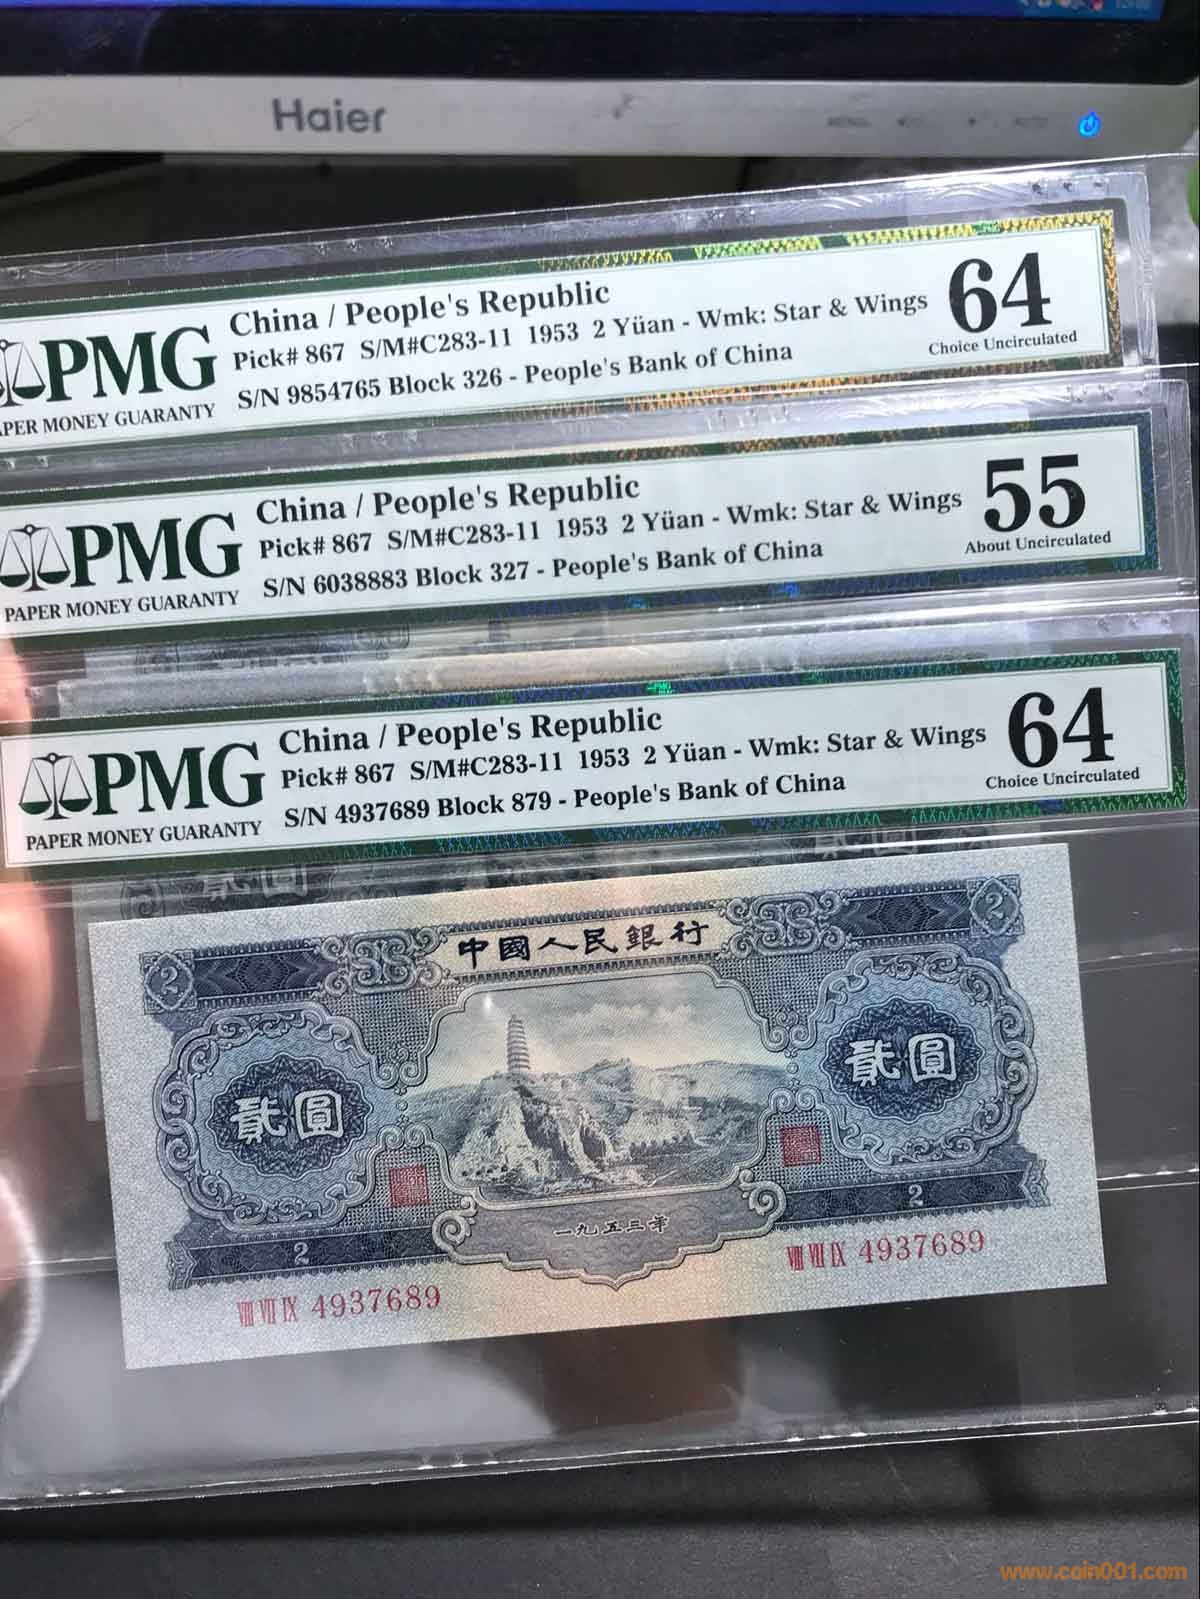 Haier
PMG
PAPER MONEY GUARANTY
China / People's Republic
Pick# 867 S/M#C283-11 1953 2 Yüan - Wmk: Star & Wings
S/N 9854765 Block 326 - People's Bank of China
64
Choice Uncirculated
PMG
PAPER MONEY GUARANTY
China / People's Republic
Pick# 867 S/M#C283-11 1953 2 Yüan - Wmk: Star & Wings
S/N 6038883 Block 327 - People's Bank of China
55
About Uncirculated
PMG
PAPER MONEY GUARANTY
China / People's Republic
Pick# 867 S/M#C283-11 1953 2 Yüan - Wmk: Star & Wings
S/N 4937689 Block 879 - People's Bank of China
64
Choice Uncirculated
貳圓
2
中國人民銀行
2
貳圓
貳圓
一九五三年
2
2
VIII VII IX 4937689
VIII VII IX 4937689
www.coin001.com